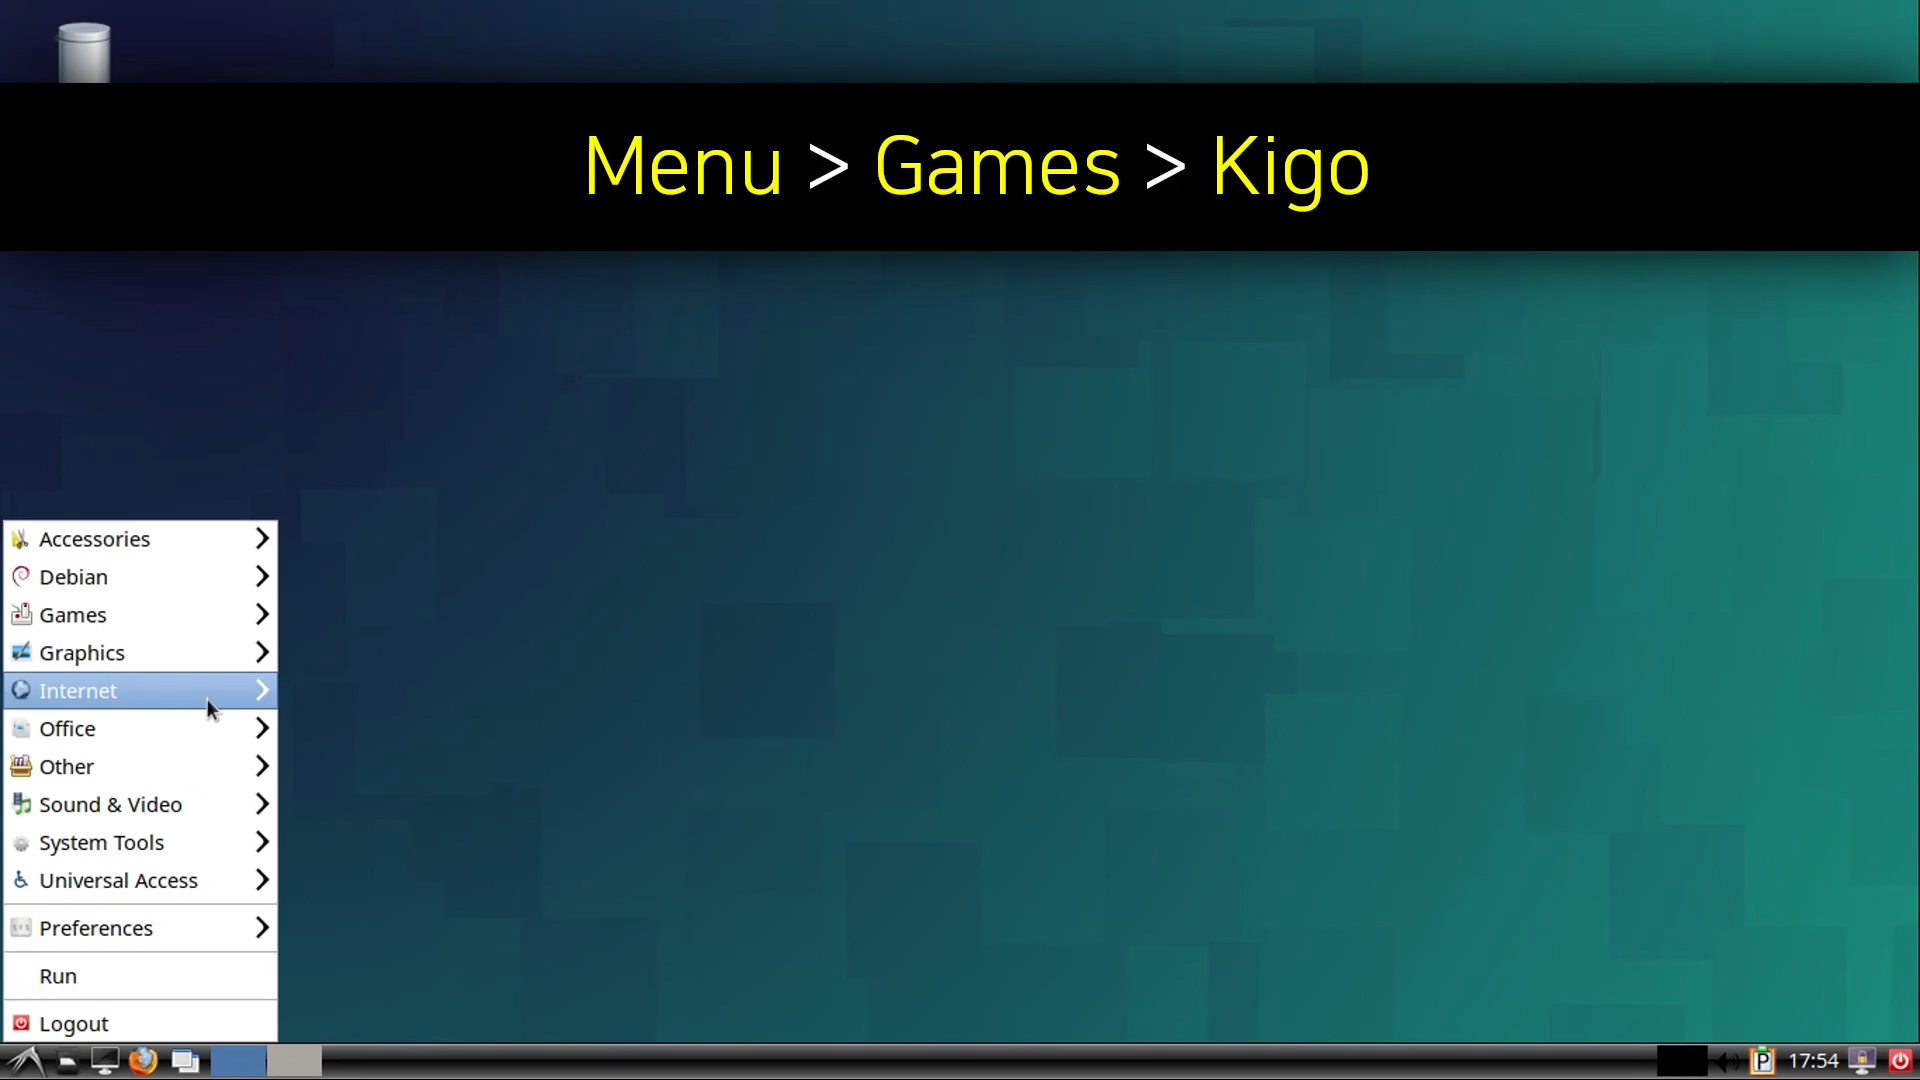 Menu > Games > Kigo
Accessories
Debian
Games
Graphics
Internet
Office
Other
Sound & Video
System Tools
Universal Access
Preferences
Run
Logout
P
17:54